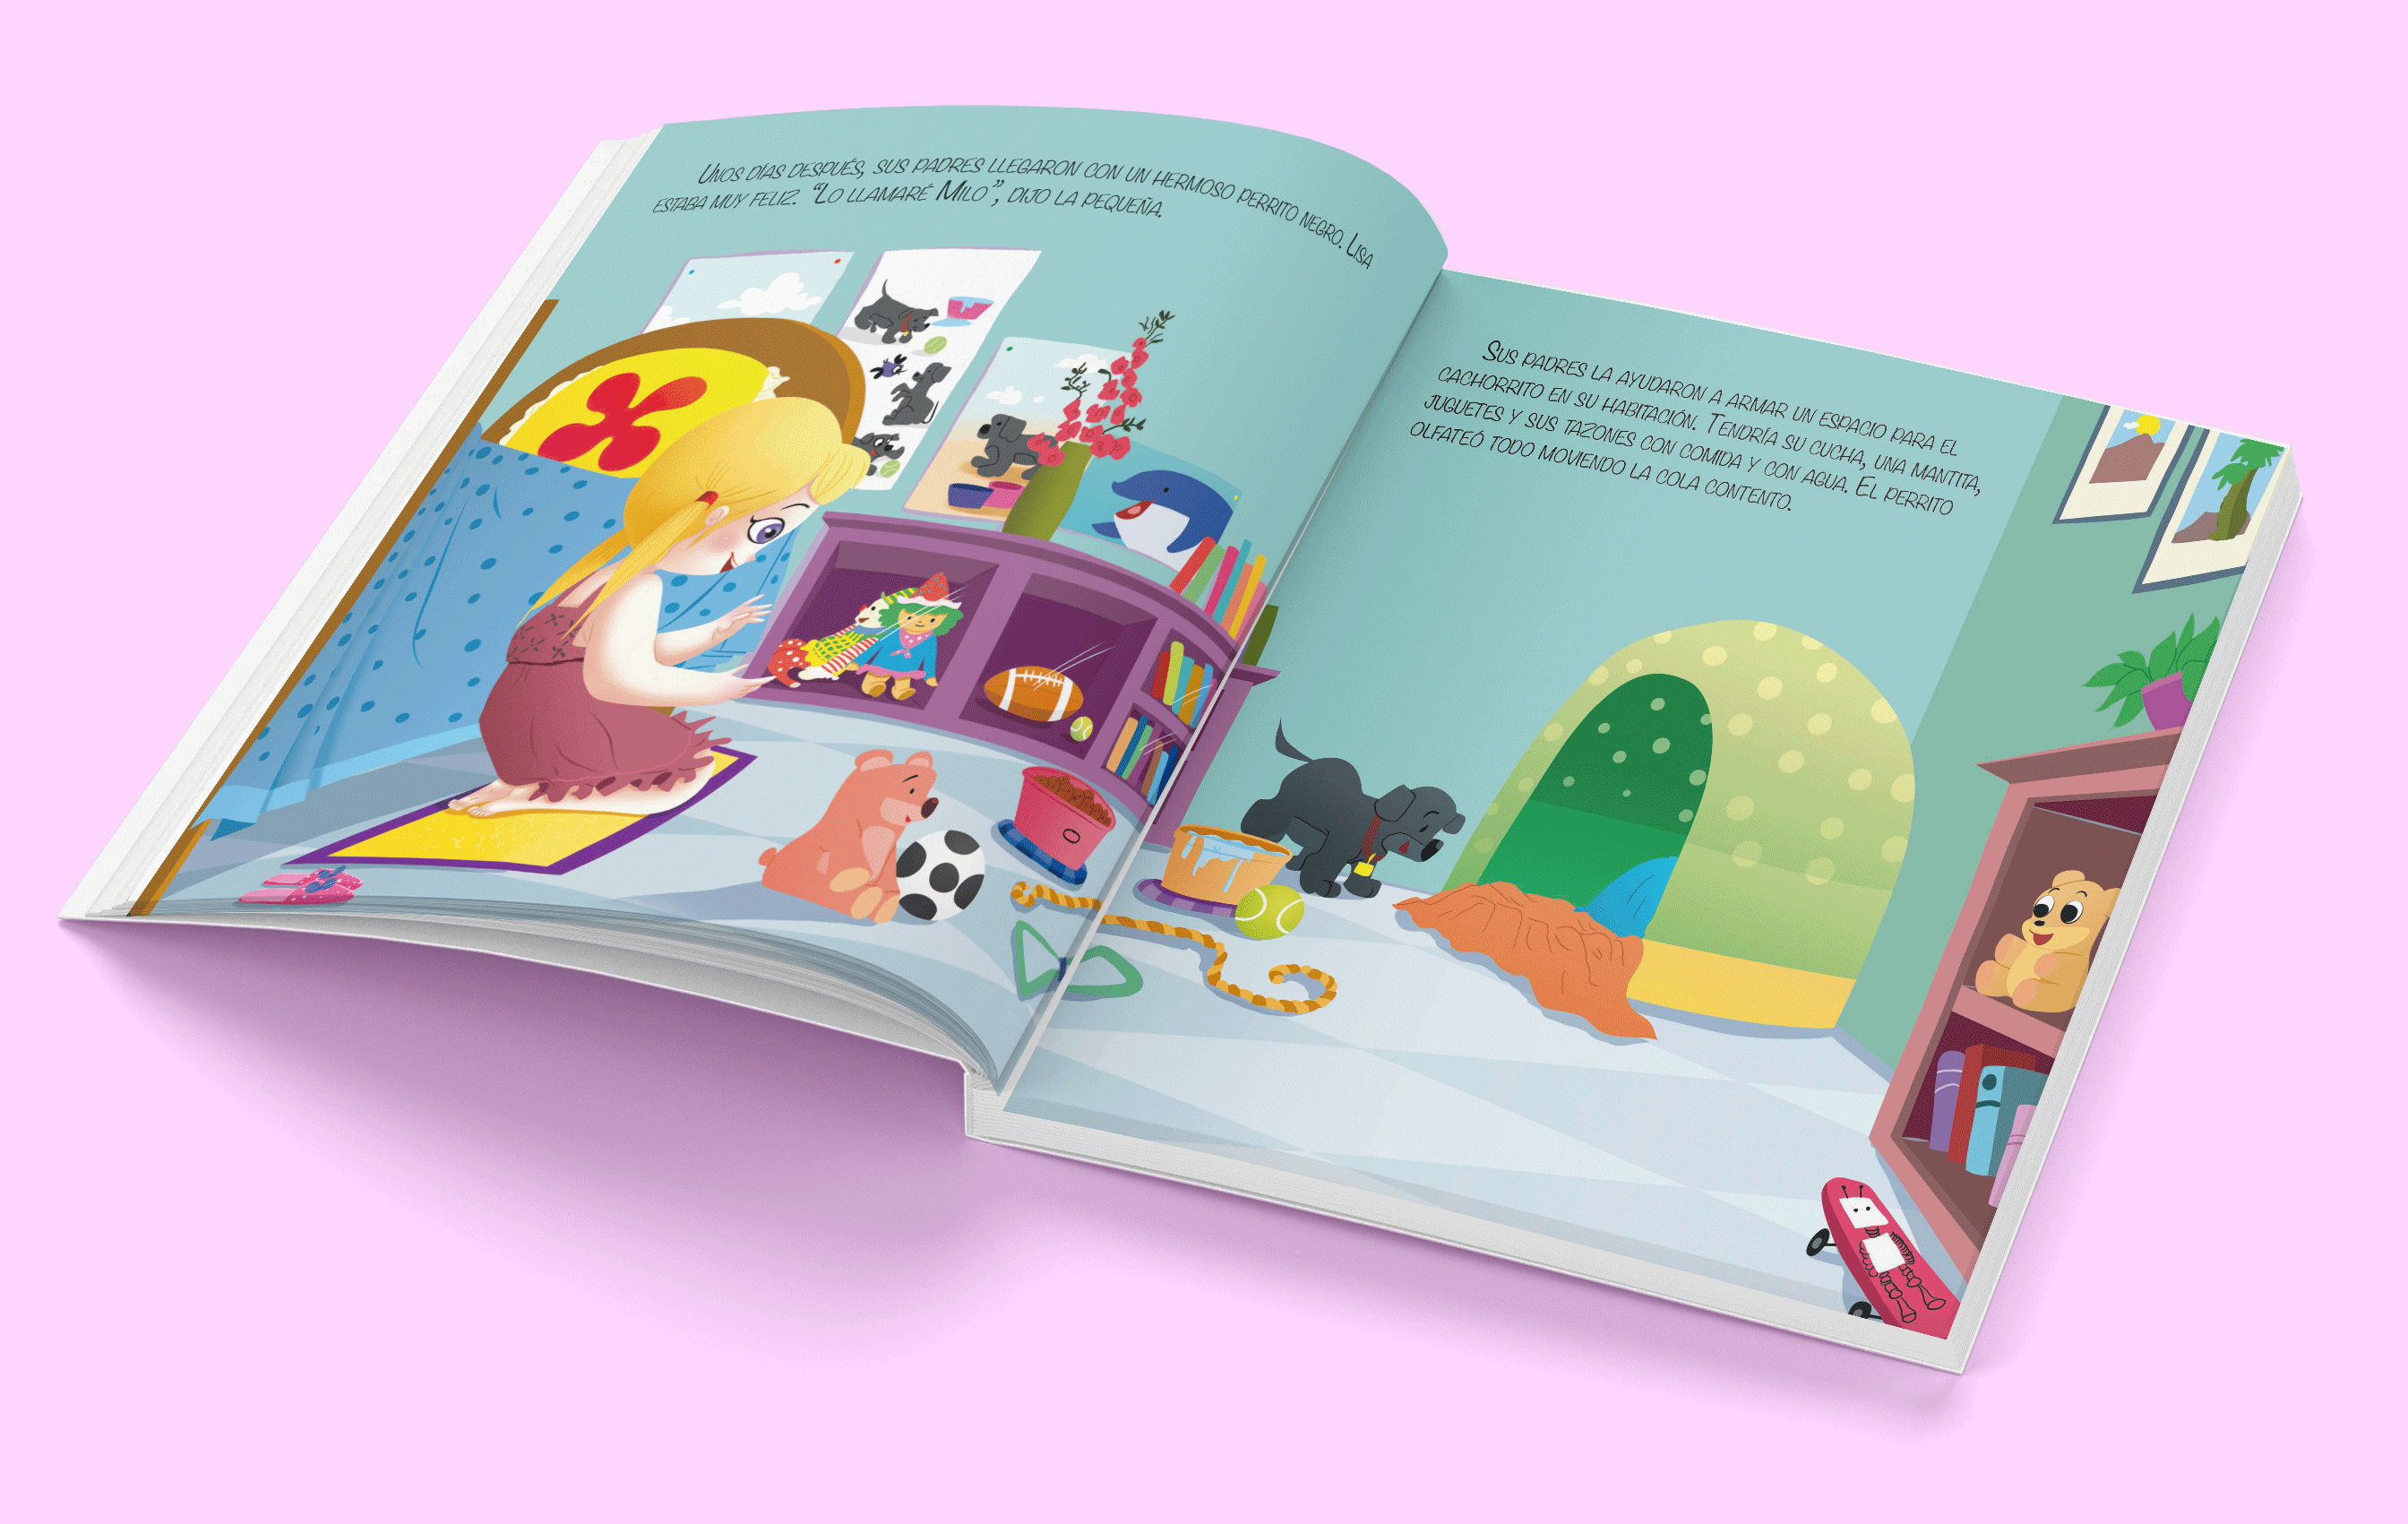 Unos días después, sus padres llegaron con un hermoso perrito negro. Lisa
estaba muy feliz. “Lo llamaré Milo”, dijo la pequeña.
Sus padres la ayudaron a armar un espacio para el
cachorrito en su habitación. Tendría su cucha, una mantita,
juguetes y sus tazones con comida y con agua. El perrito
olfateó todo moviendo la cola contento.